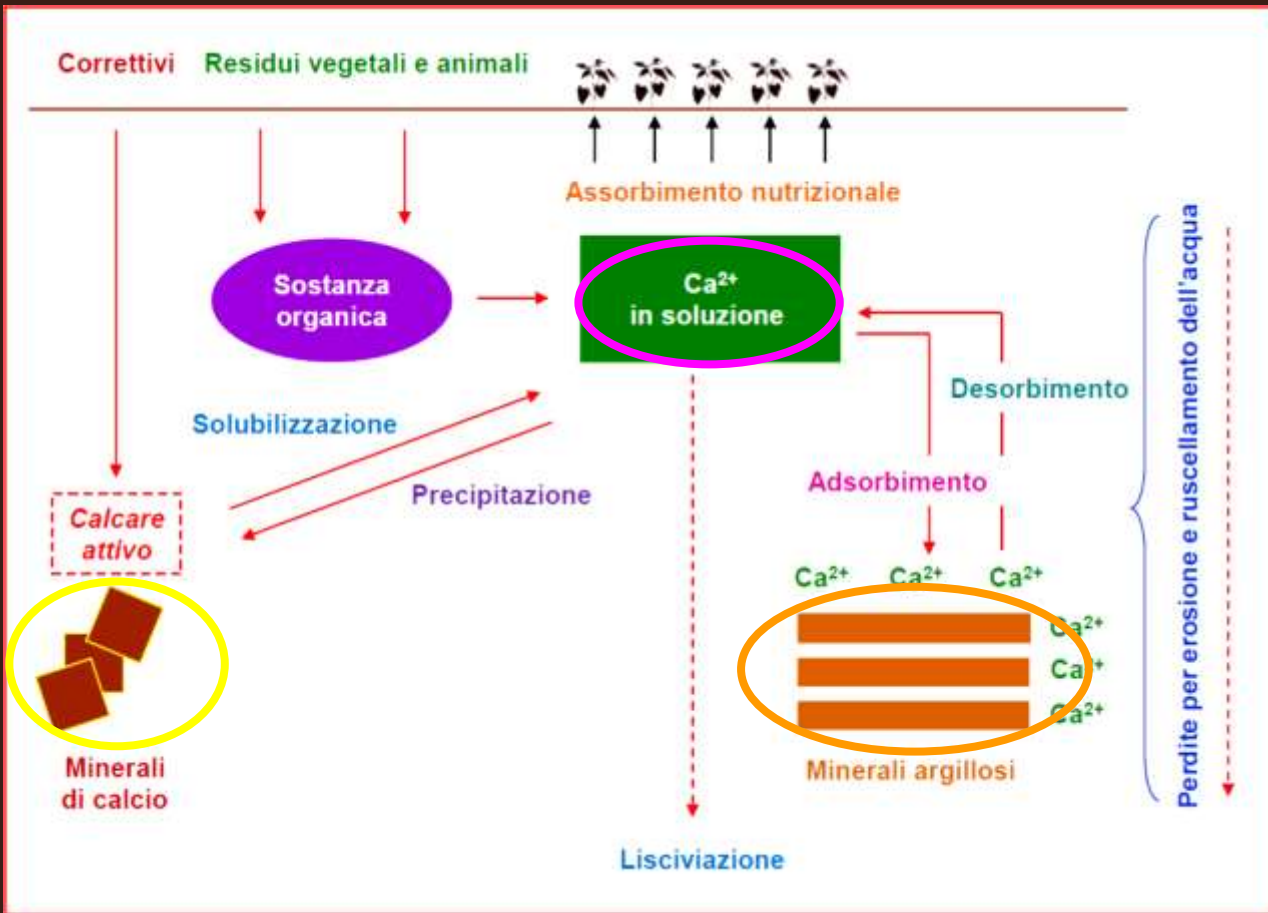 Correttivi
Residui vegetali e animali
Assorbimento nutrizionale
Sostanza
organica
Ca²⁺
in soluzione
Desorbimento
Solubilizzazione
Adsorbimento
Precipitazione
Calcare
attivo
Ca²⁺ Ca²⁺ Ca²⁺
Ca²⁺
Ca²⁺
Ca²⁺
Minerali
di calcio
Minerali argillosi
Lisciviazione
Perdite per erosione e ruscellamento dell'acqua